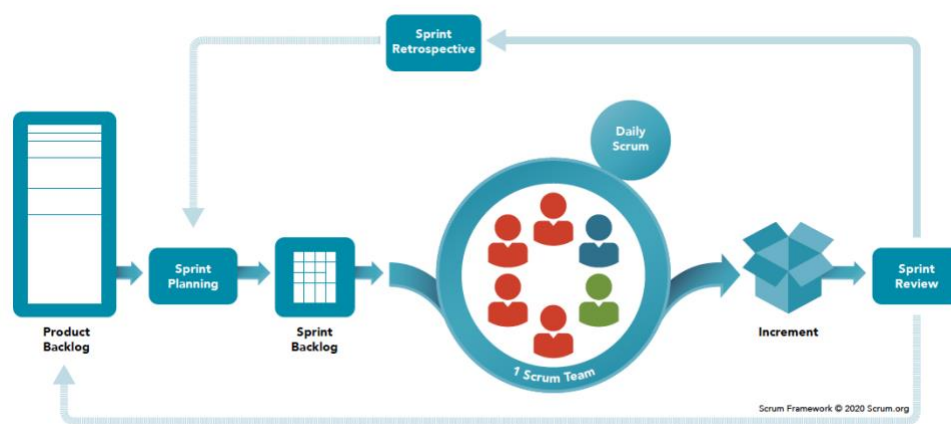 Sprint
Retrospective
Daily
Scrum
Sprint
Planning
Sprint
Review
Product
Backlog
Sprint
Backlog
Increment
1 Scrum Team
Scrum Framework © 2020 Scrum.org